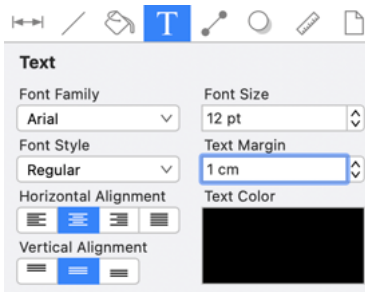 T
Text
Font Family Font Size
Arial 12 pt
Font Style Text Margin
Regular 1 cm
Horizontal Alignment Text Color
Vertical Alignment